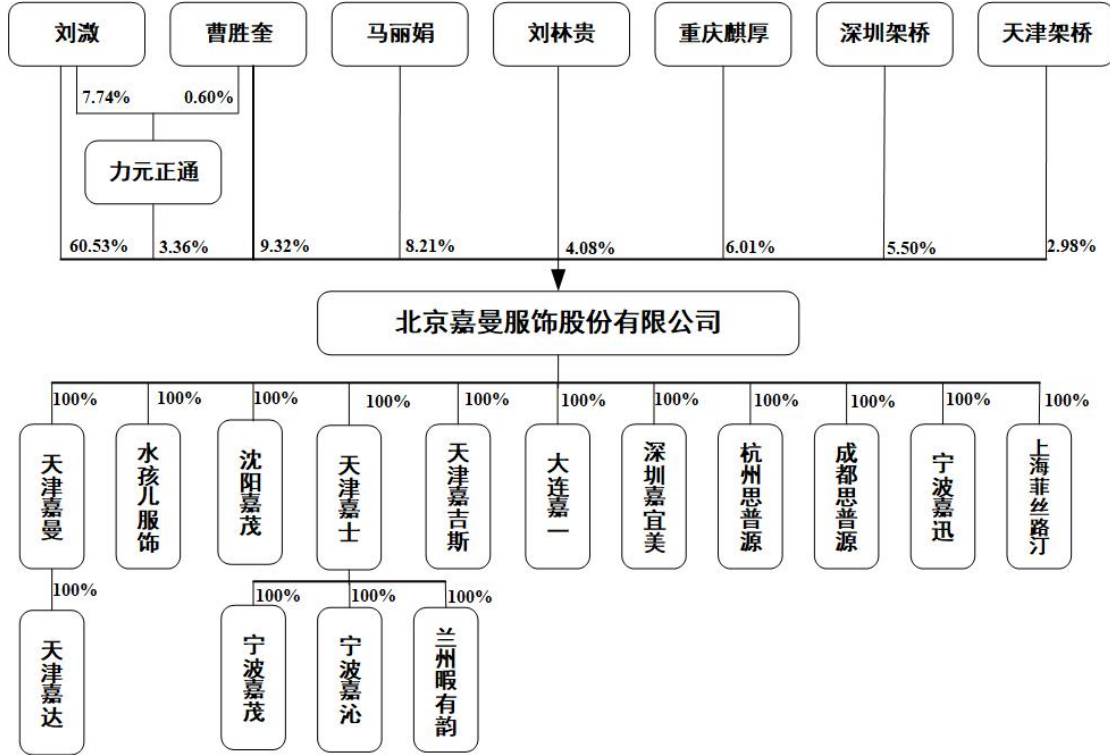 刘溦
曹胜奎
马丽娟
刘林贵
重庆麒厚
深圳架桥
天津架桥
7.74%
0.60%
力元正通
60.53%
3.36%
9.32%
8.21%
4.08%
6.01%
5.50%
2.98%
北京嘉曼服饰股份有限公司
100%
100%
100%
100%
100%
100%
100%
100%
100%
100%
100%
天津嘉曼
水孩儿服饰
沈阳嘉茂
天津嘉士
天津嘉吉斯
大连嘉一
深圳嘉宜美
杭州思普源
成都思普源
宁波嘉迅
上海菲丝路汀
100%
100%
100%
100%
天津嘉达
宁波嘉茂
宁波嘉沁
兰州暇有韵